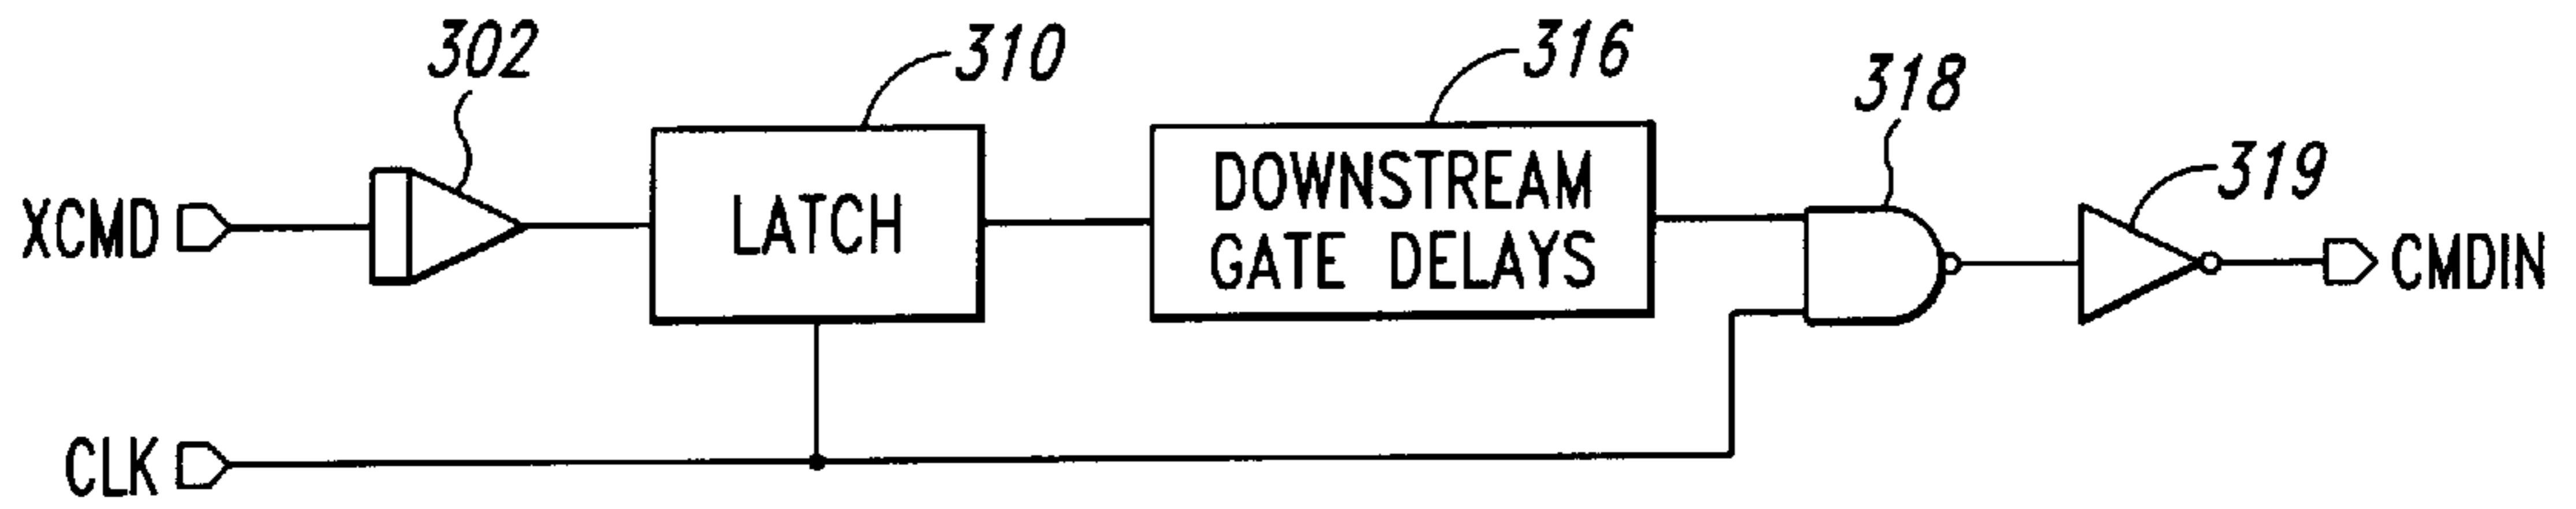 302
310
316
318
319
XCMD
LATCH
DOWNSTREAM
GATE DELAYS
CMDIN
CLK